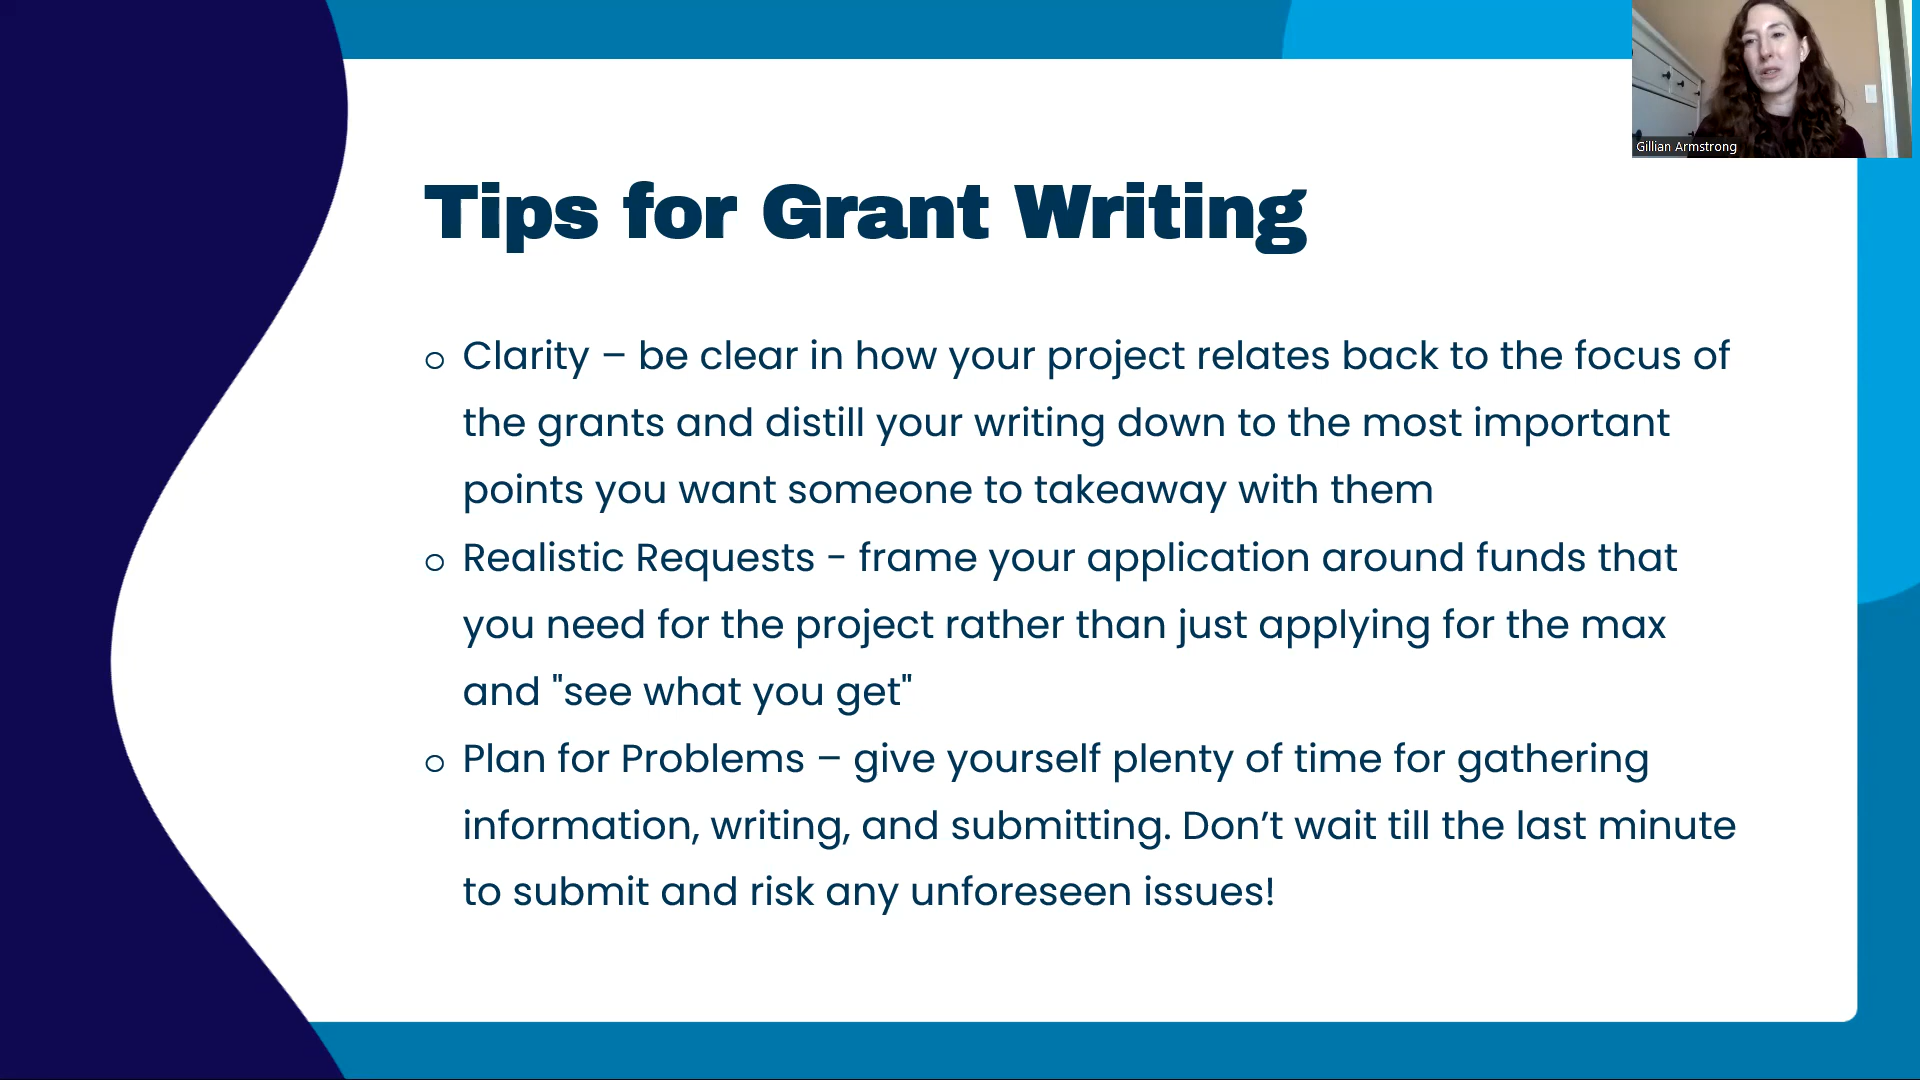 Gillian Armstrong
Tips for Grant Writing
o Clarity – be clear in how your project relates back to the focus of
the grants and distill your writing down to the most important
points you want someone to takeaway with them
o Realistic Requests - frame your application around funds that
you need for the project rather than just applying for the max
and "see what you get"
o Plan for Problems – give yourself plenty of time for gathering
information, writing, and submitting. Don’t wait till the last minute
to submit and risk any unforeseen issues!